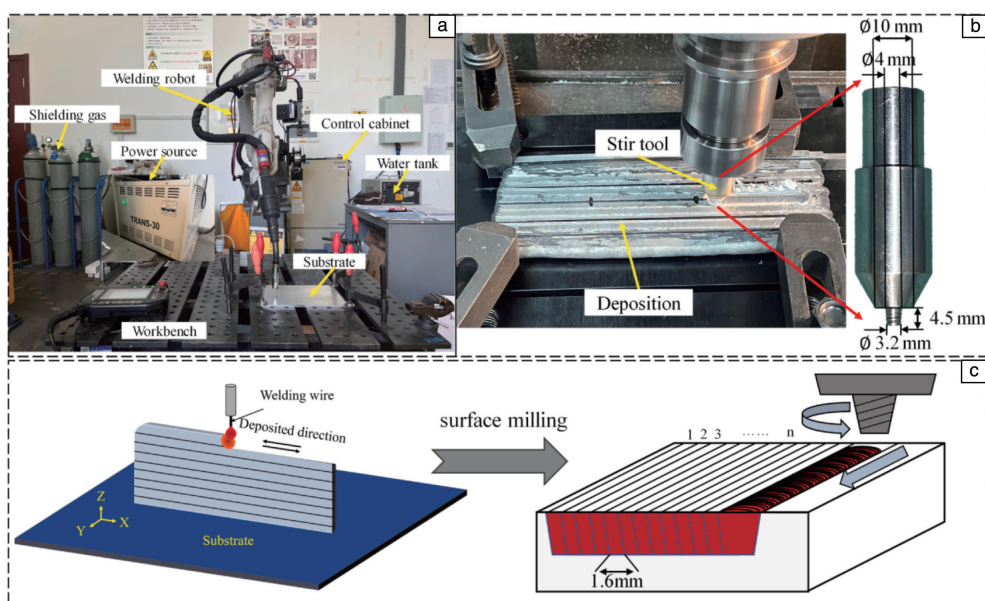 a
Welding robot
Shielding gas
Power source
Control cabinet
Water tank
TRANS-30
Substrate
Workbench
b
Ø10 mm
Ø4 mm
Stir tool
Deposition
4.5 mm
Ø 3.2 mm
c
Welding wire
Deposited direction
surface milling
1 2 3 ...... n
Z
Y X
Substrate
1.6mm